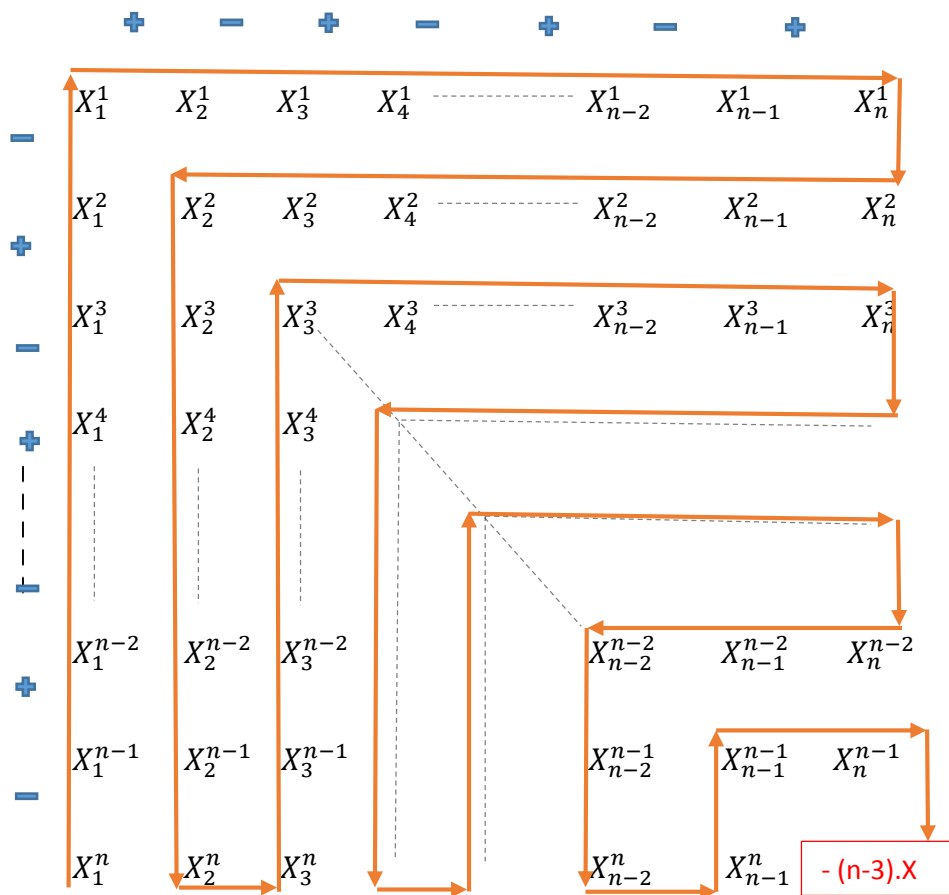 + − + − + − +
X_1^1 X_2^1 X_3^1 X_4^1 X_{n-2}^1 X_{n-1}^1 X_n^1
−
X_1^2 X_2^2 X_3^2 X_4^2 X_{n-2}^2 X_{n-1}^2 X_n^2
+
X_1^3 X_2^3 X_3^3 X_4^3 X_{n-2}^3 X_{n-1}^3 X_n^3
−
X_1^4 X_2^4 X_3^4
+
−
X_1^{n-2} X_2^{n-2} X_3^{n-2} X_{n-2}^{n-2} X_{n-1}^{n-2} X_n^{n-2}
+
X_1^{n-1} X_2^{n-1} X_3^{n-1} X_{n-2}^{n-1} X_{n-1}^{n-1} X_n^{n-1}
−
X_1^n X_2^n X_3^n X_{n-2}^n X_{n-1}^n - (n-3).X